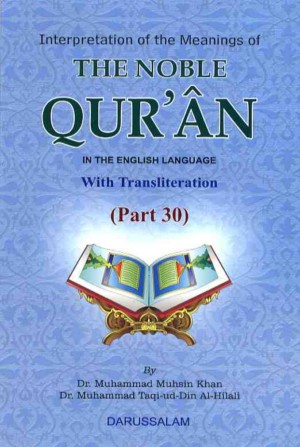 Interpretation of the Meanings of
THE NOBLE
QUR'ÂN
IN THE ENGLISH LANGUAGE
With Transliteration
(Part 30)
By
Dr. Muhammad Muhsin Khan
Dr. Muhammad Taqi-ud-Din Al-Hilali
DARUSSALAM